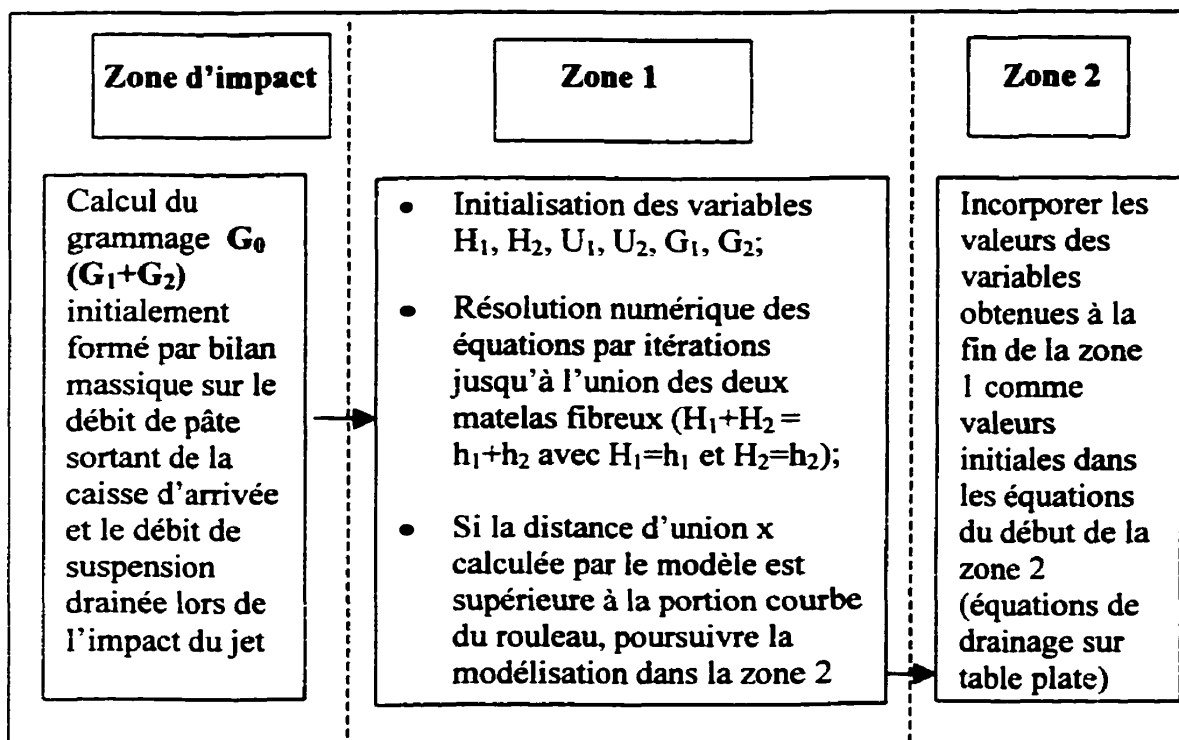 Zone d'impact
Calcul du
grammage G₀
(G₁+G₂)
initialement
formé par bilan
massique sur le
débit de pâte
sortant de la
caisse d'arrivée
et le débit de
suspension
drainée lors de
l'impact du jet
Zone 1
• Initialisation des variables
H₁, H₂, U₁, U₂, G₁, G₂;
• Résolution numérique des
équations par itérations
jusqu'à l'union des deux
matelas fibreux (H₁+H₂ =
h₁+h₂ avec H₁=h₁ et H₂=h₂);
• Si la distance d'union x
calculée par le modèle est
supérieure à la portion courbe
du rouleau, poursuivre la
modélisation dans la zone 2
Zone 2
Incorporer les
valeurs des
variables
obtenues à la
fin de la zone
1 comme
valeurs
initiales dans
les équations
du début de la
zone 2
(équations de
drainage sur
table plate)